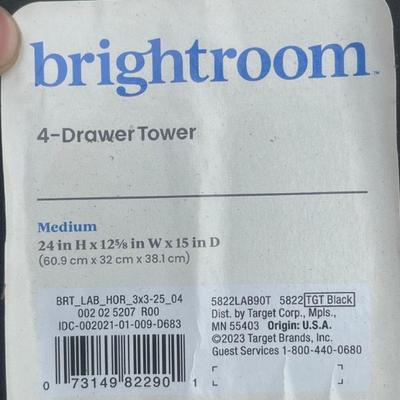 brightroom™
4-Drawer Tower
Medium
24 in H x 12⅝ in W x 15 in D
(60.9 cm x 32 cm x 38.1 cm)
BRT_LAB_HOR_3x3-25_04
002 02 5207 R00
IDC-002021-01-009-D683
0 73149 82290 1
5822LAB90T 5822 TGT Black
Dist. by Target Corp., Mpls.,
MN 55403 Origin: U.S.A.
©2023 Target Brands, Inc.
Guest Services 1-800-440-0680